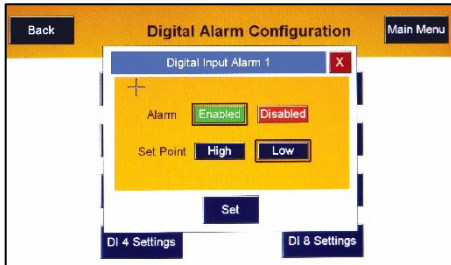 Back Digital Alarm Configuration Main Menu
Digital Input Alarm 1 X
Alarm Enabled Disabled
Set Point High Low
Set
DI 4 Settings DI 8 Settings